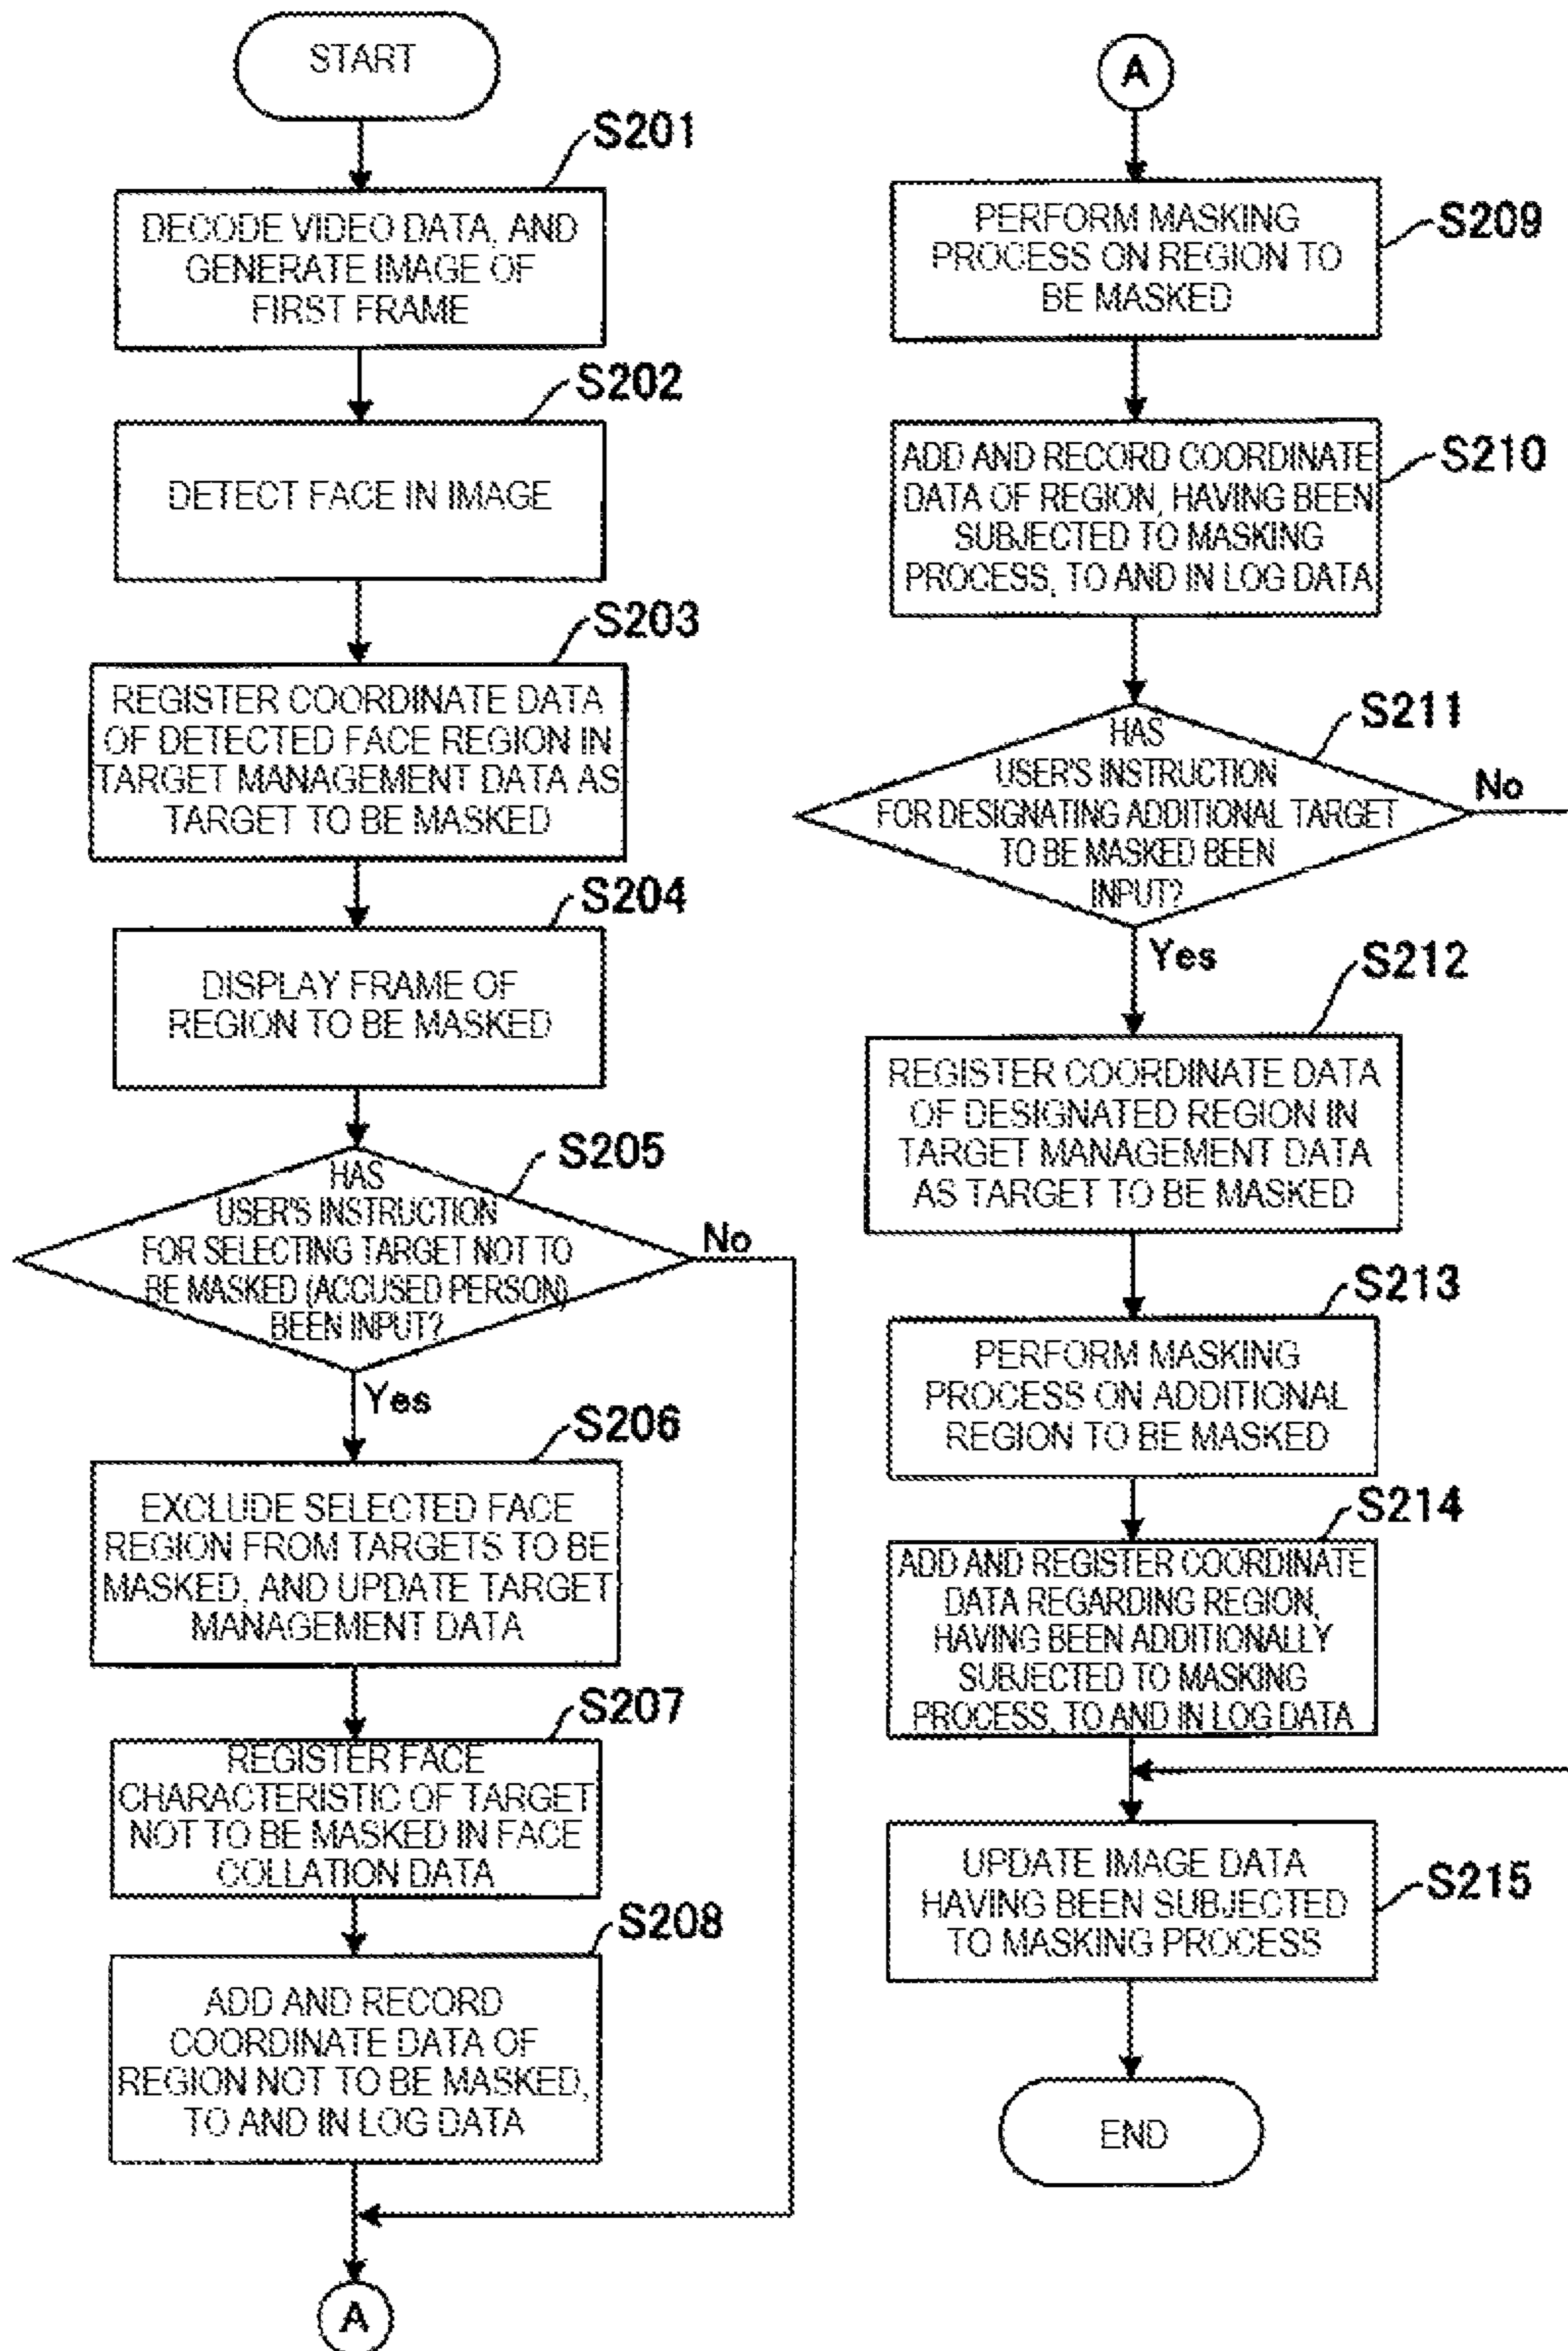 START
S201
DECODE VIDEO DATA, AND
GENERATE IMAGE OF
FIRST FRAME
S202
DETECT FACE IN IMAGE
S203
REGISTER COORDINATE DATA
OF DETECTED FACE REGION IN
TARGET MANAGEMENT DATA AS
TARGET TO BE MASKED
S204
DISPLAY FRAME OF
REGION TO BE MASKED
S205
HAS
USER'S INSTRUCTION
FOR SELECTING TARGET NOT TO
BE MASKED (ACCUSED PERSON)
BEEN INPUT?
No
Yes
S206
EXCLUDE SELECTED FACE
REGION FROM TARGETS TO BE
MASKED, AND UPDATE TARGET
MANAGEMENT DATA
S207
REGISTER FACE
CHARACTERISTIC OF TARGET
NOT TO BE MASKED IN FACE
COLLATION DATA
S208
ADD AND RECORD
COORDINATE DATA OF
REGION NOT TO BE MASKED,
TO AND IN LOG DATA
A
A
S209
PERFORM MASKING
PROCESS ON REGION TO
BE MASKED
S210
ADD AND RECORD COORDINATE
DATA OF REGION, HAVING BEEN
SUBJECTED TO MASKING
PROCESS, TO AND IN LOG DATA
S211
HAS
USER'S INSTRUCTION
FOR DESIGNATING ADDITIONAL TARGET
TO BE MASKED BEEN
INPUT?
No
Yes
S212
REGISTER COORDINATE DATA
OF DESIGNATED REGION IN
TARGET MANAGEMENT DATA
AS TARGET TO BE MASKED
S213
PERFORM MASKING
PROCESS ON ADDITIONAL
REGION TO BE MASKED
S214
ADD AND REGISTER COORDINATE
DATA REGARDING REGION,
HAVING BEEN ADDITIONALLY
SUBJECTED TO MASKING
PROCESS, TO AND IN LOG DATA
S215
UPDATE IMAGE DATA
HAVING BEEN SUBJECTED
TO MASKING PROCESS
END